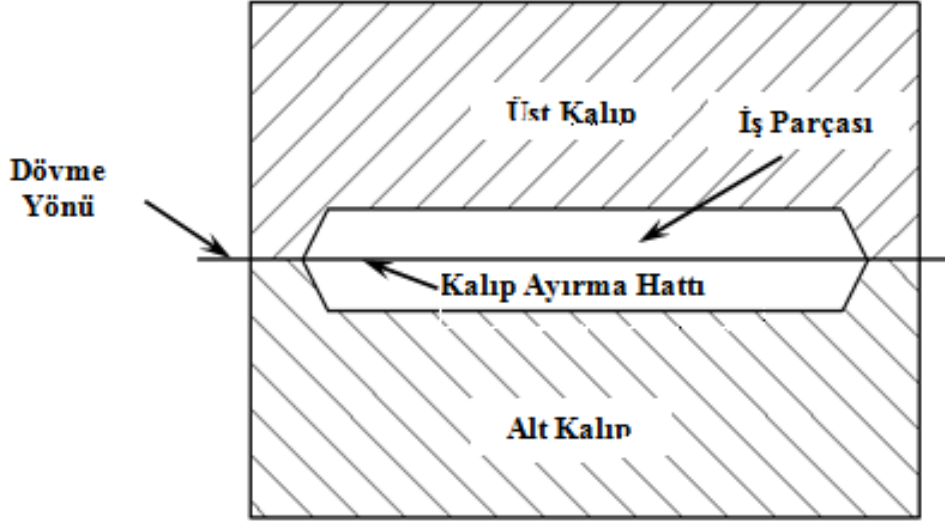 Üst Kalıp
İş Parçası
Dövme
Yönü
Kalıp Ayırma Hattı
Alt Kalıp